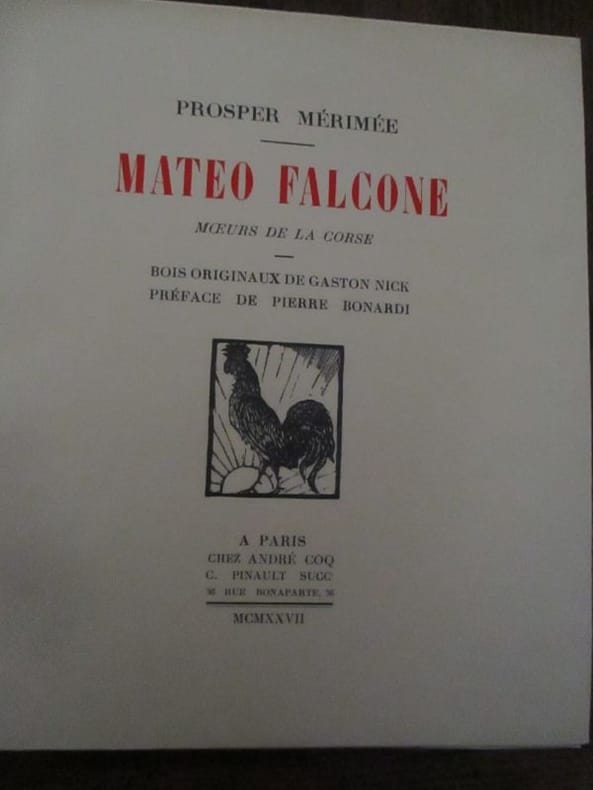 PROSPER MÉRIMÉE
MATEO FALCONE
MŒURS DE LA CORSE
BOIS ORIGINAUX DE GASTON NICK
PRÉFACE DE PIERRE BONARDI
A PARIS
CHEZ ANDRÉ COQ
C. PINAULT SUCCʳ
36 RUE BONAPARTE, 36
MCMXXVII